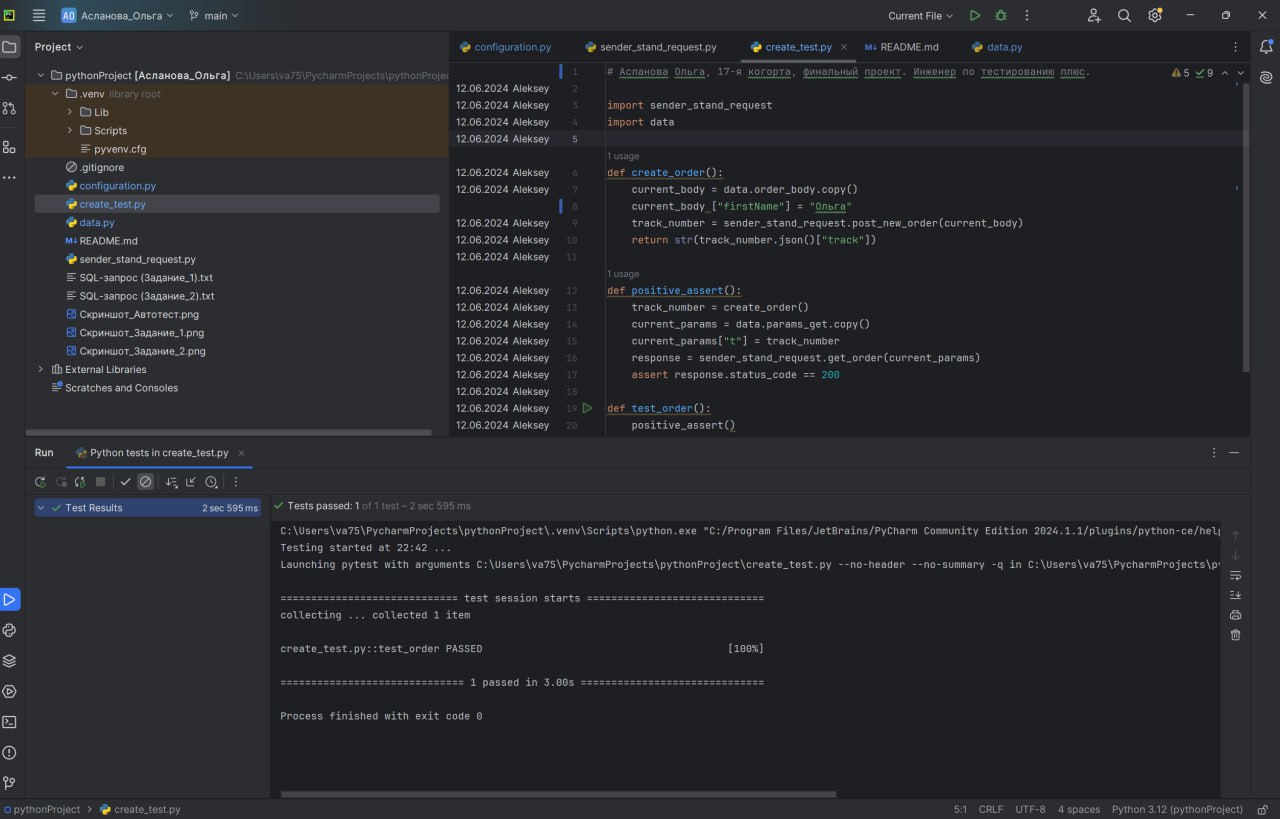 АО Асланова_Ольга main Current File
Project
pythonProject [Асланова_Ольга] C:\Users\va75\PycharmProjects\pythonProjec
.venv library root
Lib
Scripts
pyvenv.cfg
.gitignore
configuration.py
create_test.py
data.py
README.md
sender_stand_request.py
SQL-запрос (Задание_1).txt
SQL-запрос (Задание_2).txt
Скриншот_Автотест.png
Скриншот_Задание_1.png
Скриншот_Задание_2.png
External Libraries
Scratches and Consoles
configuration.py sender_stand_request.py create_test.py README.md data.py
1 # Асланова Ольга, 17-я когорта, финальный проект. Инженер по тестированию плюс. 5 9
12.06.2024 Aleksey 2
12.06.2024 Aleksey 3 import sender_stand_request
12.06.2024 Aleksey 4 import data
12.06.2024 Aleksey 5
1 usage
12.06.2024 Aleksey 6 def create_order():
12.06.2024 Aleksey 7 current_body = data.order_body.copy()
8 current_body ["firstName"] = "Ольга"
12.06.2024 Aleksey 9 track_number = sender_stand_request.post_new_order(current_body)
12.06.2024 Aleksey 10 return str(track_number.json()["track"])
12.06.2024 Aleksey 11
1 usage
12.06.2024 Aleksey 12 def positive_assert():
12.06.2024 Aleksey 13 track_number = create_order()
12.06.2024 Aleksey 14 current_params = data.params_get.copy()
12.06.2024 Aleksey 15 current_params["t"] = track_number
12.06.2024 Aleksey 16 response = sender_stand_request.get_order(current_params)
12.06.2024 Aleksey 17 assert response.status_code == 200
12.06.2024 Aleksey 18
12.06.2024 Aleksey 19 def test_order():
12.06.2024 Aleksey 20 positive_assert()
Run Python tests in create_test.py
Test Results 2 sec 595 ms
Tests passed: 1 of 1 test – 2 sec 595 ms
C:\Users\va75\PycharmProjects\pythonProject\.venv\Scripts\python.exe "C:/Program Files/JetBrains/PyCharm Community Edition 2024.1.1/plugins/python-ce/help
Testing started at 22:42 ...
Launching pytest with arguments C:\Users\va75\PycharmProjects\pythonProject\create_test.py --no-header --no-summary -q in C:\Users\va75\PycharmProjects\py
============================= test session starts =============================
collecting ... collected 1 item
create_test.py::test_order PASSED [100%]
============================== 1 passed in 3.00s ==============================
Process finished with exit code 0
pythonProject > create_test.py 5:1 CRLF UTF-8 4 spaces Python 3.12 (pythonProject)